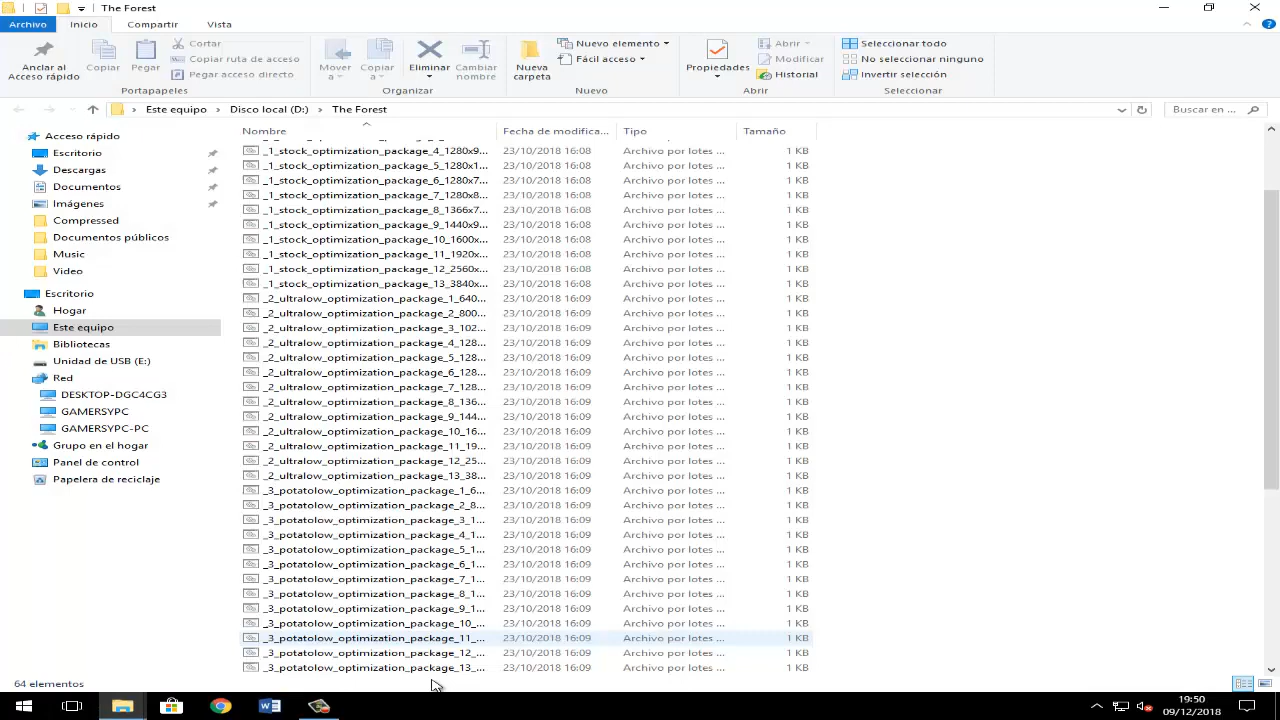 The Forest
Archivo
Inicio
Compartir
Vista
Anclar al Acceso rápido
Copiar
Pegar
Cortar
Copiar ruta de acceso
Pegar acceso directo
Mover a
Copiar a
Eliminar
Cambiar nombre
Nueva carpeta
Nuevo elemento
Fácil acceso
Propiedades
Abrir
Modificar
Historial
Seleccionar todo
No seleccionar ninguno
Invertir selección
Portapapeles
Organizar
Nuevo
Abrir
Seleccionar
Este equipo > Disco local (D:) > The Forest
Buscar en ...
Acceso rápido
Escritorio
Descargas
Documentos
Imágenes
Compressed
Documentos públicos
Music
Video
Escritorio
Hogar
Este equipo
Bibliotecas
Unidad de USB (E:)
Red
DESKTOP-DGC4CG3
GAMERSYPC
GAMERSYPC-PC
Grupo en el hogar
Panel de control
Papelera de reciclaje
Nombre Fecha de modifica... Tipo Tamaño
_1_stock_optimization_package_4_1280x9... 23/10/2018 16:08 Archivo por lotes ... 1 KB
_1_stock_optimization_package_5_1280x1... 23/10/2018 16:08 Archivo por lotes ... 1 KB
_1_stock_optimization_package_6_1280x7... 23/10/2018 16:08 Archivo por lotes ... 1 KB
_1_stock_optimization_package_7_1280x8... 23/10/2018 16:08 Archivo por lotes ... 1 KB
_1_stock_optimization_package_8_1366x7... 23/10/2018 16:08 Archivo por lotes ... 1 KB
_1_stock_optimization_package_9_1440x9... 23/10/2018 16:08 Archivo por lotes ... 1 KB
_1_stock_optimization_package_10_1600x... 23/10/2018 16:08 Archivo por lotes ... 1 KB
_1_stock_optimization_package_11_1920x... 23/10/2018 16:08 Archivo por lotes ... 1 KB
_1_stock_optimization_package_12_2560x... 23/10/2018 16:08 Archivo por lotes ... 1 KB
_1_stock_optimization_package_13_3840x... 23/10/2018 16:08 Archivo por lotes ... 1 KB
_2_ultralow_optimization_package_1_640... 23/10/2018 16:09 Archivo por lotes ... 1 KB
_2_ultralow_optimization_package_2_800... 23/10/2018 16:09 Archivo por lotes ... 1 KB
_2_ultralow_optimization_package_3_102... 23/10/2018 16:09 Archivo por lotes ... 1 KB
_2_ultralow_optimization_package_4_128... 23/10/2018 16:09 Archivo por lotes ... 1 KB
_2_ultralow_optimization_package_5_128... 23/10/2018 16:09 Archivo por lotes ... 1 KB
_2_ultralow_optimization_package_6_128... 23/10/2018 16:09 Archivo por lotes ... 1 KB
_2_ultralow_optimization_package_7_128... 23/10/2018 16:09 Archivo por lotes ... 1 KB
_2_ultralow_optimization_package_8_136... 23/10/2018 16:09 Archivo por lotes ... 1 KB
_2_ultralow_optimization_package_9_144... 23/10/2018 16:09 Archivo por lotes ... 1 KB
_2_ultralow_optimization_package_10_16... 23/10/2018 16:09 Archivo por lotes ... 1 KB
_2_ultralow_optimization_package_11_19... 23/10/2018 16:09 Archivo por lotes ... 1 KB
_2_ultralow_optimization_package_12_25... 23/10/2018 16:09 Archivo por lotes ... 1 KB
_2_ultralow_optimization_package_13_38... 23/10/2018 16:09 Archivo por lotes ... 1 KB
_3_potatolow_optimization_package_1_6... 23/10/2018 16:09 Archivo por lotes ... 1 KB
_3_potatolow_optimization_package_2_8... 23/10/2018 16:09 Archivo por lotes ... 1 KB
_3_potatolow_optimization_package_3_1... 23/10/2018 16:09 Archivo por lotes ... 1 KB
_3_potatolow_optimization_package_4_1... 23/10/2018 16:09 Archivo por lotes ... 1 KB
_3_potatolow_optimization_package_5_1... 23/10/2018 16:09 Archivo por lotes ... 1 KB
_3_potatolow_optimization_package_6_1... 23/10/2018 16:09 Archivo por lotes ... 1 KB
_3_potatolow_optimization_package_7_1... 23/10/2018 16:09 Archivo por lotes ... 1 KB
_3_potatolow_optimization_package_8_1... 23/10/2018 16:09 Archivo por lotes ... 1 KB
_3_potatolow_optimization_package_9_1... 23/10/2018 16:09 Archivo por lotes ... 1 KB
_3_potatolow_optimization_package_10_... 23/10/2018 16:09 Archivo por lotes ... 1 KB
_3_potatolow_optimization_package_11_... 23/10/2018 16:09 Archivo por lotes ... 1 KB
_3_potatolow_optimization_package_12_... 23/10/2018 16:09 Archivo por lotes ... 1 KB
_3_potatolow_optimization_package_13_... 23/10/2018 16:09 Archivo por lotes ... 1 KB
64 elementos
19:50
09/12/2018